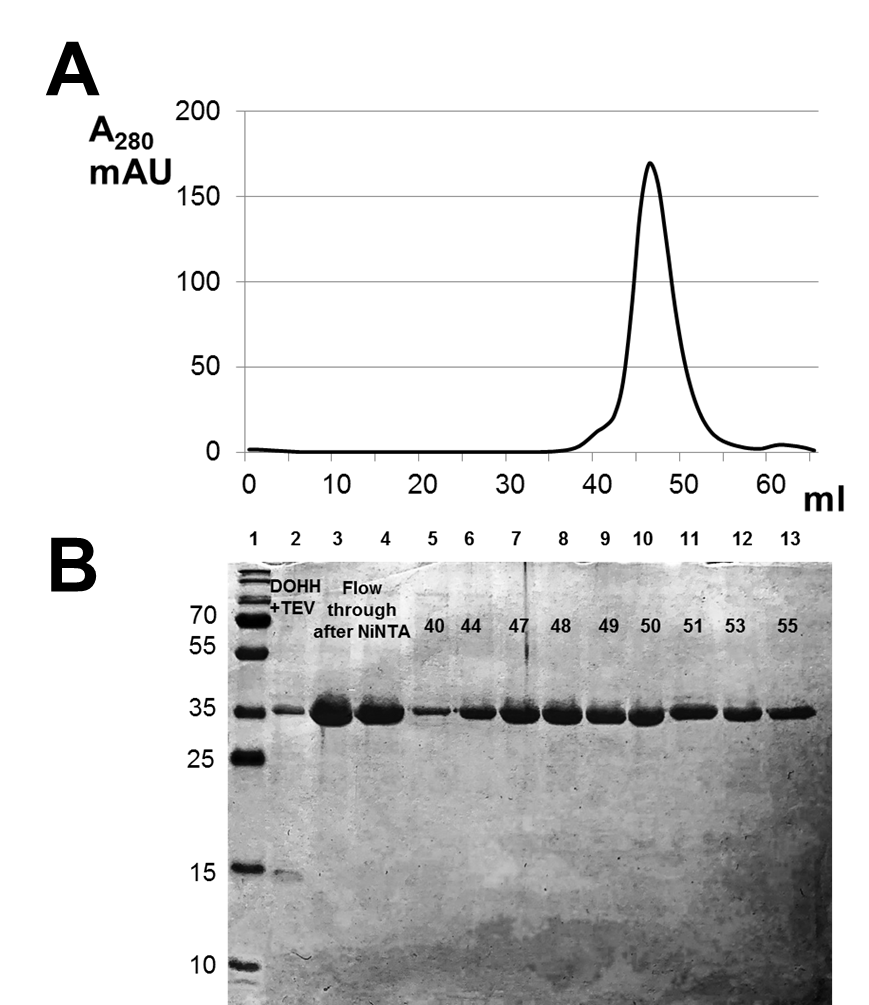 A
A280
mAU
200
150
100
50
0
0 10 20 30 40 50 60 ml
B
1 2 3 4 5 6 7 8 9 10 11 12 13
DOHH
+TEV
Flow
through
after NiNTA
40 44 47 48 49 50 51 53 55
70
55
35
25
15
10